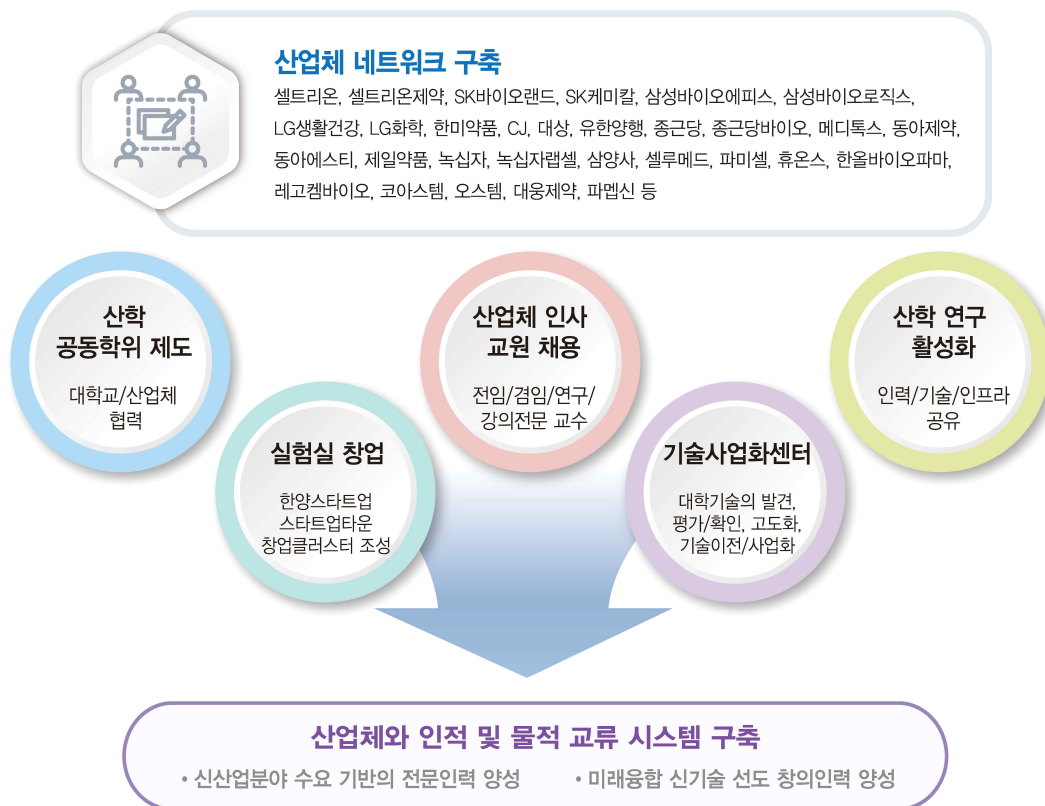 산업체 네트워크 구축
셀트리온, 셀트리온제약, SK바이오랜드, SK케미칼, 삼성바이오에피스, 삼성바이오로직스,
LG생활건강, LG화학, 한미약품, CJ, 대상, 유한양행, 종근당, 종근당바이오, 메디톡스, 동아제약,
동아에스티, 제일약품, 녹십자, 녹십자랩셀, 삼양사, 셀루메드, 파미셀, 휴온스, 한올바이오파마,
레고켐바이오, 코아스템, 오스템, 대웅제약, 파멥신 등
산학
공동학위 제도
대학교/산업체
협력
실험실 창업
한양스타트업
스타트업타운
창업클러스터 조성
산업체 인사
교원 채용
전임/겸임/연구/
강의전문 교수
기술사업화센터
대학기술의 발견,
평가/확인, 고도화,
기술이전/사업화
산학 연구
활성화
인력/기술/인프라
공유
산업체와 인적 및 물적 교류 시스템 구축
• 신산업분야 수요 기반의 전문인력 양성
• 미래융합 신기술 선도 창의인력 양성